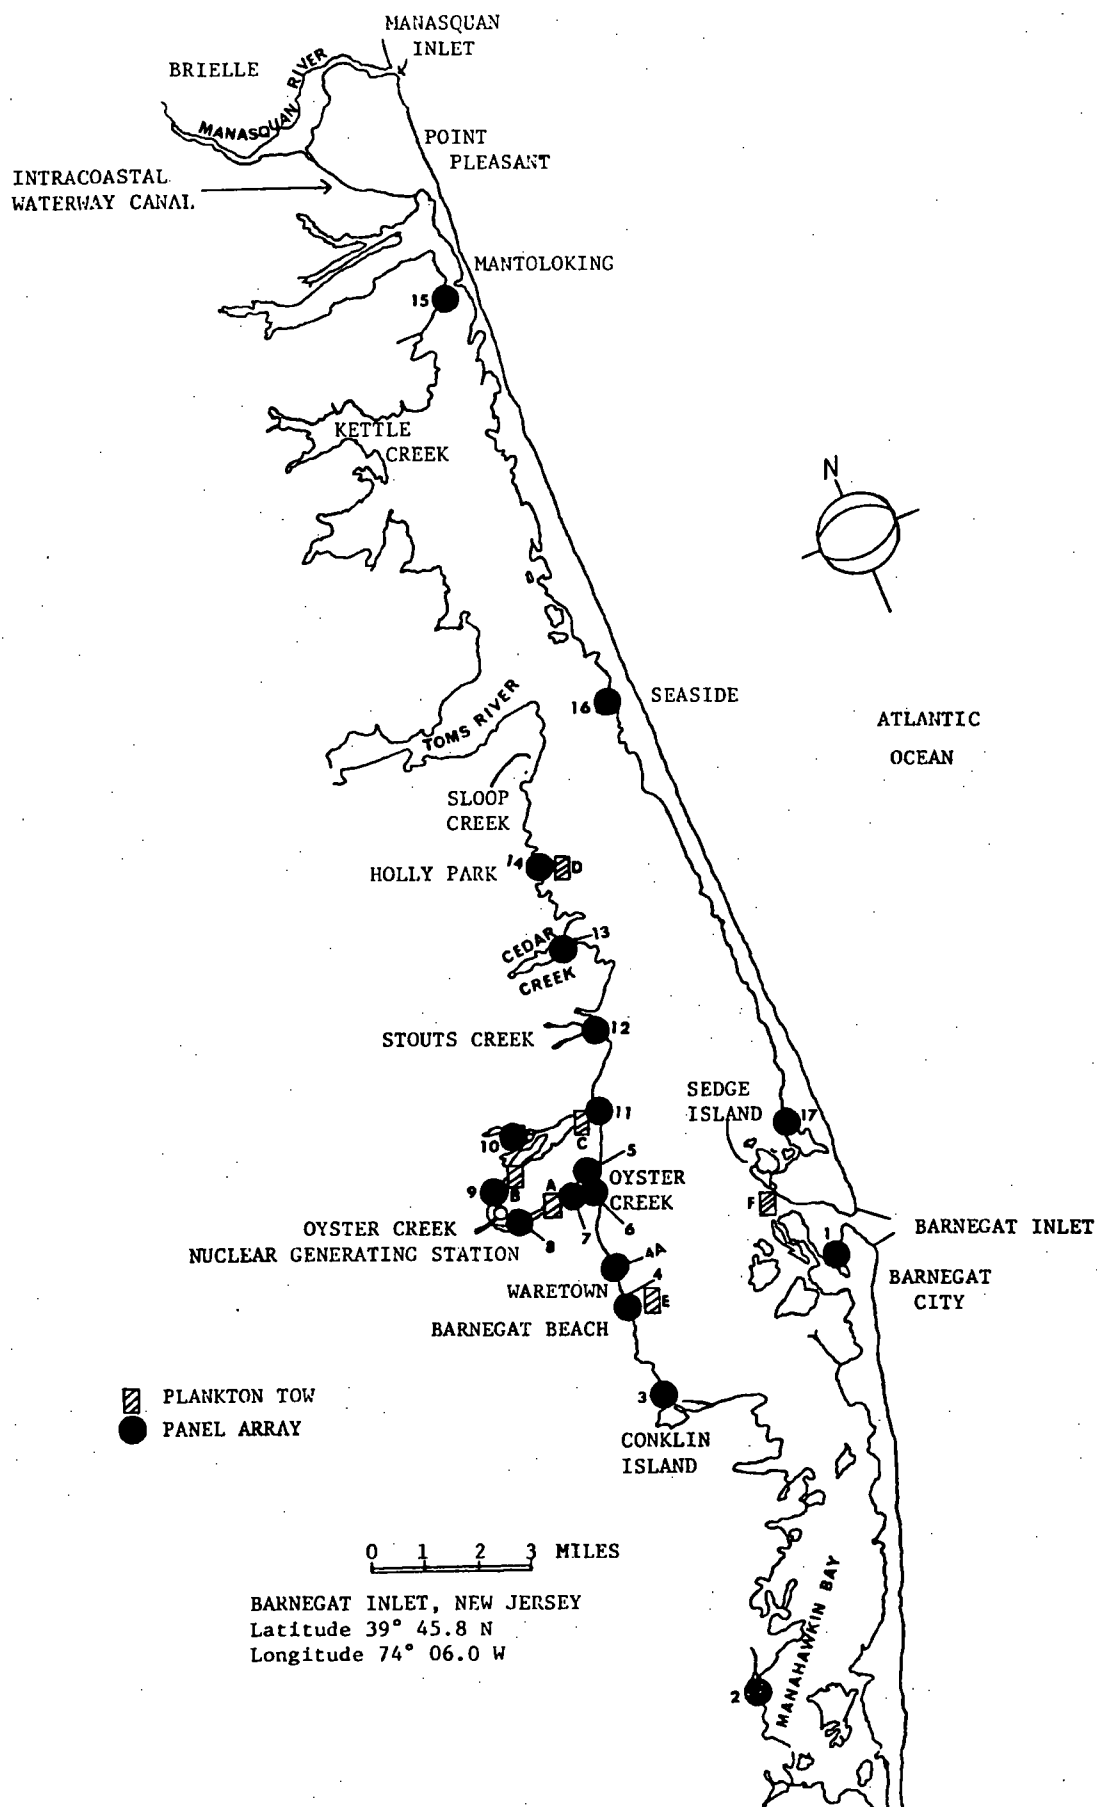 MANASQUAN
INLET
BRIELLE
MANASQUAN RIVER
POINT
PLEASANT
INTRACOASTAL
WATERWAY CANAL
MANTOLOKING
15
KETTLE
CREEK
N
SEASIDE
16
TOMS RIVER
ATLANTIC
OCEAN
SLOOP
CREEK
14
D
HOLLY PARK
CEDAR
CREEK
13
12
STOUTS CREEK
SEDGE
ISLAND
17
11
C
10
5
OYSTER
CREEK
9
B
A
F
6
7
8
OYSTER CREEK
NUCLEAR GENERATING STATION
BARNEGAT INLET
1
4A
4
WARETOWN
E
BARNEGAT
CITY
BARNEGAT BEACH
3
PLANKTON TOW
PANEL ARRAY
CONKLIN
ISLAND
0 1 2 3 MILES
BARNEGAT INLET, NEW JERSEY
Latitude 39° 45.8 N
Longitude 74° 06.0 W
MANAHAWKIN BAY
2